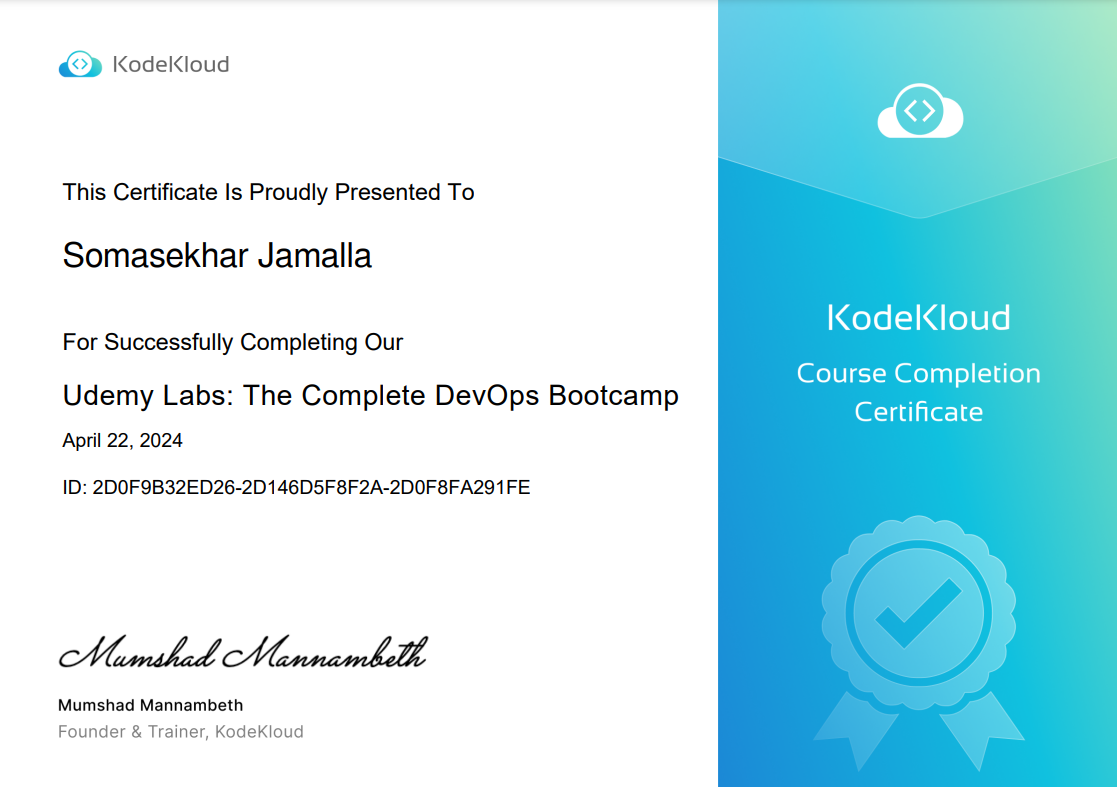 KodeKloud
This Certificate Is Proudly Presented To
Somasekhar Jamalla
For Successfully Completing Our
Udemy Labs: The Complete DevOps Bootcamp
April 22, 2024
ID: 2D0F9B32ED26-2D146D5F8F2A-2D0F8FA291FE
Mumshad Mannambeth
Mumshad Mannambeth
Founder & Trainer, KodeKloud
KodeKloud
Course Completion
Certificate